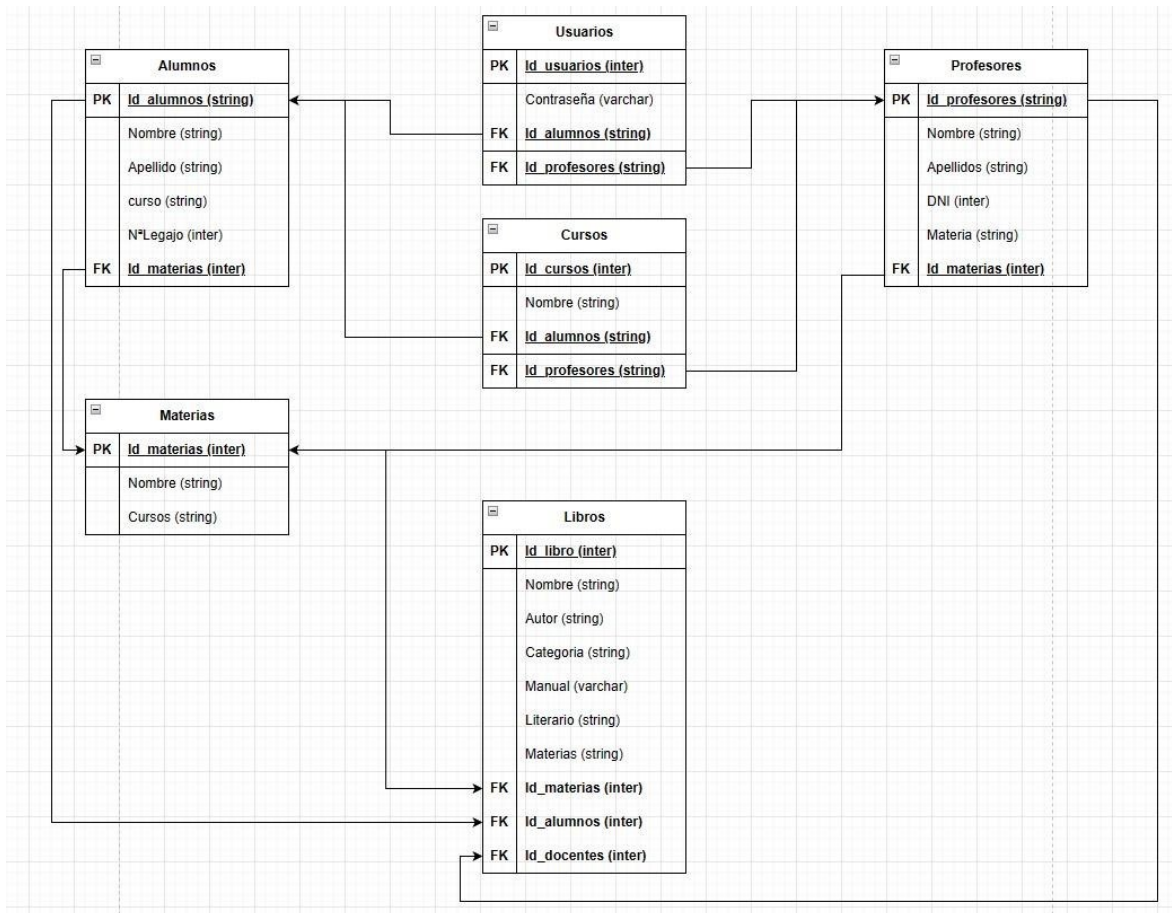 Usuarios
PK Id_usuarios (inter)
Contraseña (varchar)
FK Id_alumnos (string)
FK Id_profesores (string)
Alumnos
PK Id_alumnos (string)
Nombre (string)
Apellido (string)
curso (string)
NªLegajo (inter)
FK Id_materias (inter)
Profesores
PK Id_profesores (string)
Nombre (string)
Apellidos (string)
DNI (inter)
Materia (string)
FK Id_materias (inter)
Cursos
PK Id_cursos (inter)
Nombre (string)
FK Id_alumnos (string)
FK Id_profesores (string)
Materias
PK Id_materias (inter)
Nombre (string)
Cursos (string)
Libros
PK Id_libro (inter)
Nombre (string)
Autor (string)
Categoria (string)
Manual (varchar)
Literario (string)
Materias (string)
FK Id_materias (inter)
FK Id_alumnos (inter)
FK Id_docentes (inter)